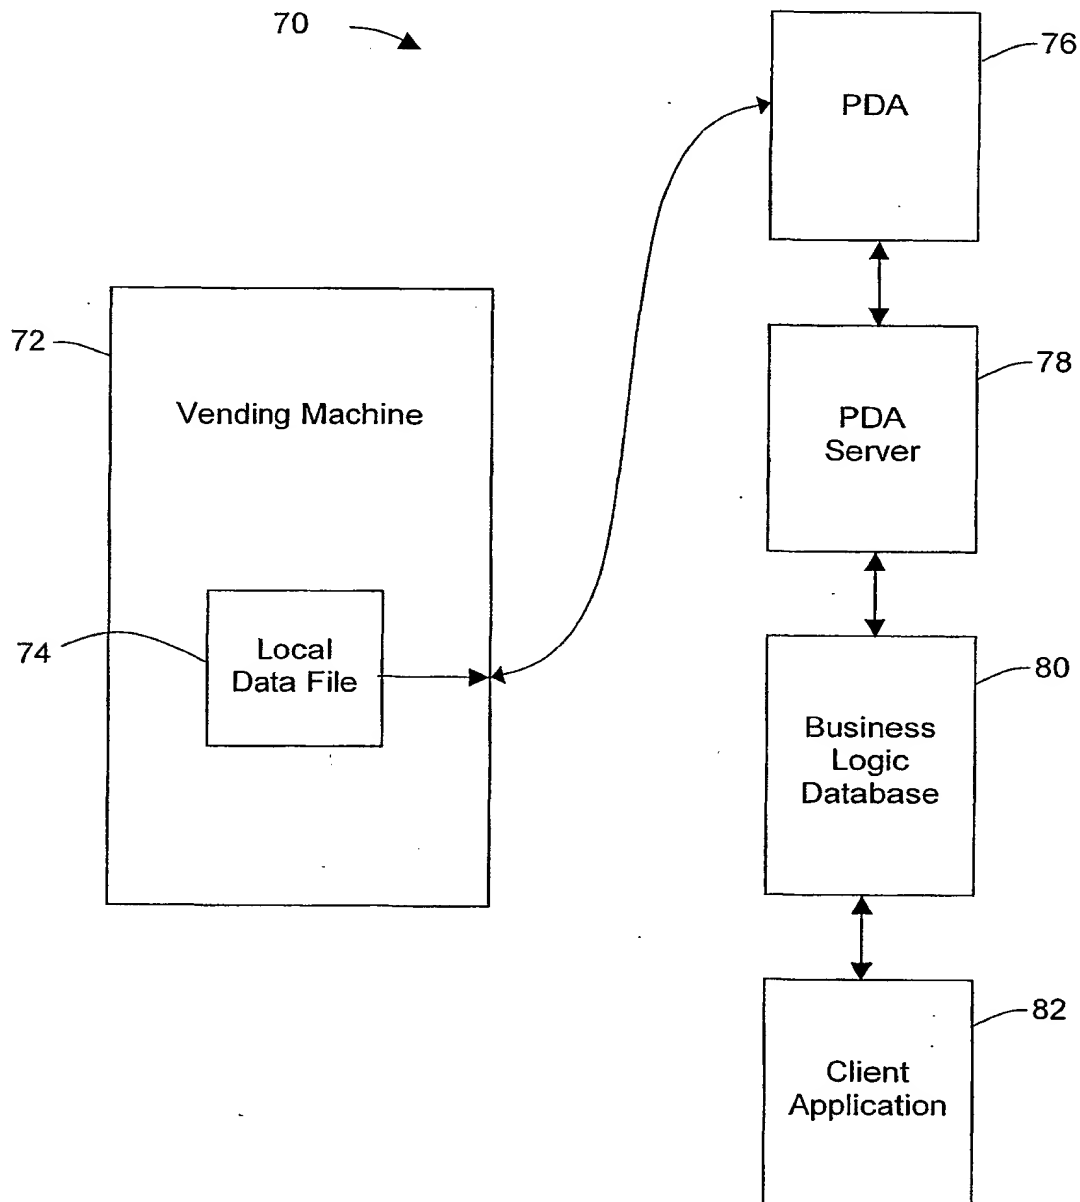 70
76
PDA
72
Vending Machine
78
PDA
Server
74
Local
Data File
80
Business
Logic
Database
82
Client
Application